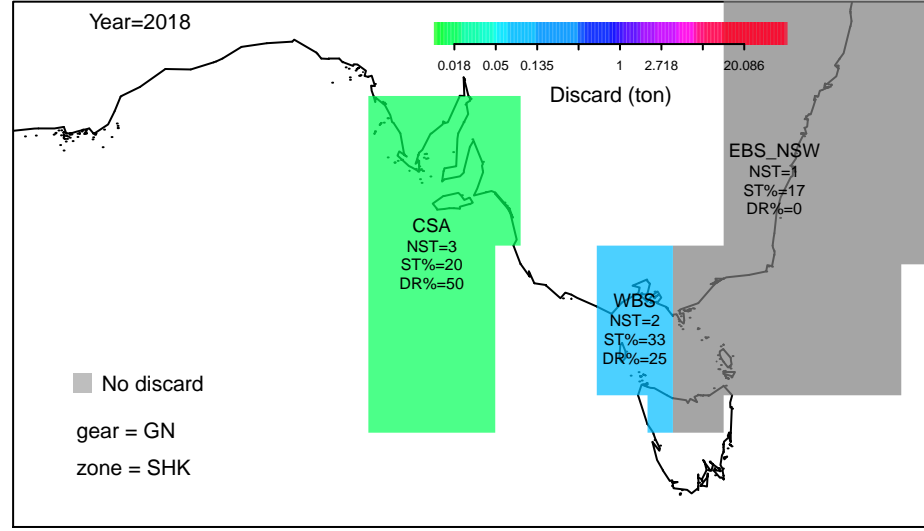 Year=2018
0.018 0.05 0.135 1 2.718 20.086
Discard (ton)
EBS_NSW
NST=1
ST%=17
DR%=0
CSA
NST=3
ST%=20
DR%=50
WBS
NST=2
ST%=33
DR%=25
No discard
gear = GN
zone = SHK